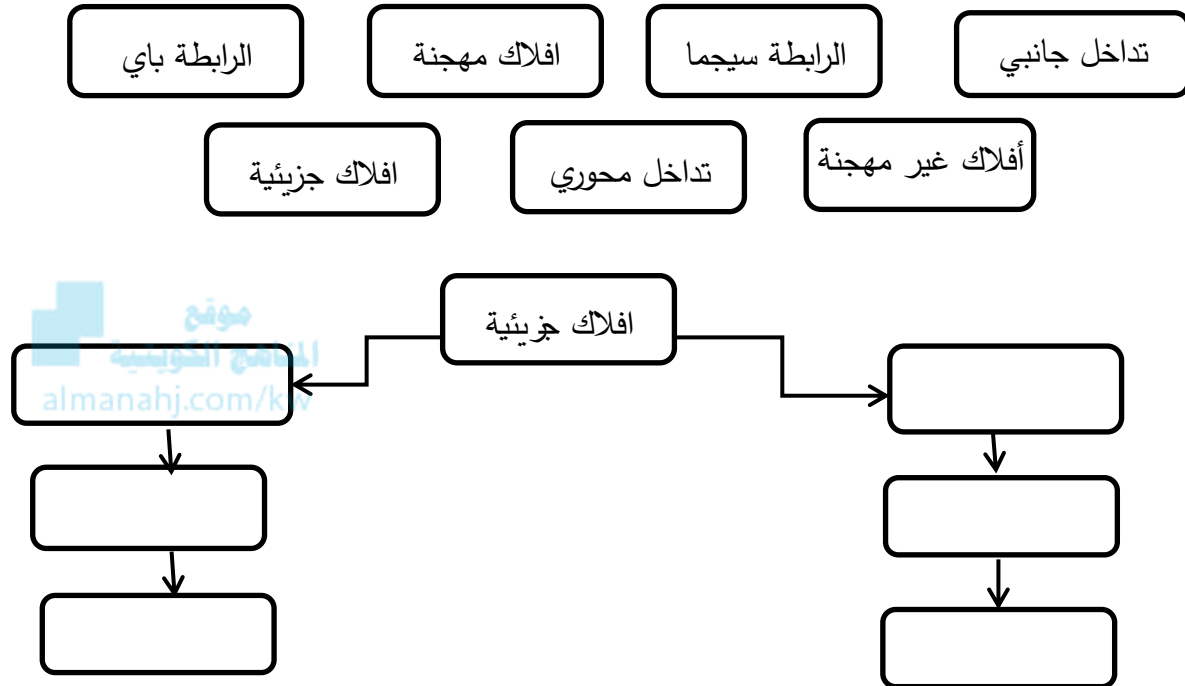 تداخل جانبي
الرابطة سيجما
افلاك مهجنة
الرابطة باي
أفلاك غير مهجنة
تداخل محوري
افلاك جزيئية
افلاك جزيئية
موقع
المناهج الكويتية
almanahj.com/kw